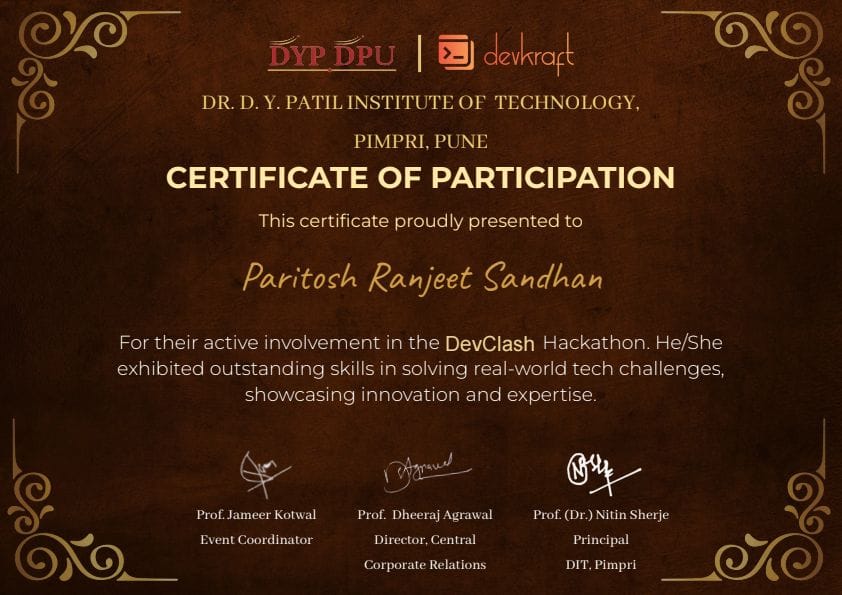 DYP DPU | devkraft
DR. D. Y. PATIL INSTITUTE OF TECHNOLOGY,
PIMPRI, PUNE
CERTIFICATE OF PARTICIPATION
This certificate proudly presented to
Paritosh Ranjeet Sandhan
For their active involvement in the DevClash Hackathon. He/She
exhibited outstanding skills in solving real-world tech challenges,
showcasing innovation and expertise.
Prof. Jameer Kotwal
Event Coordinator
Prof. Dheeraj Agrawal
Director, Central
Corporate Relations
Prof. (Dr.) Nitin Sherje
Principal
DIT, Pimpri